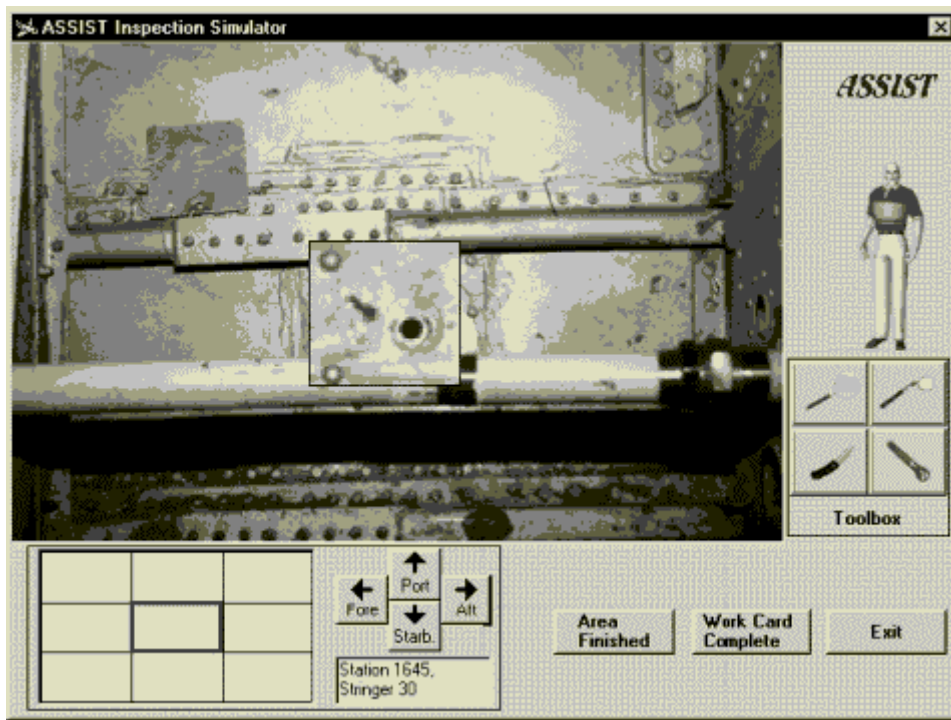 ASSIST Inspection Simulator
ASSIST
Toolbox
Port
Fore
Aft
Starb.
Station 1645,
Stringer 30
Area
Finished
Work Card
Complete
Exit